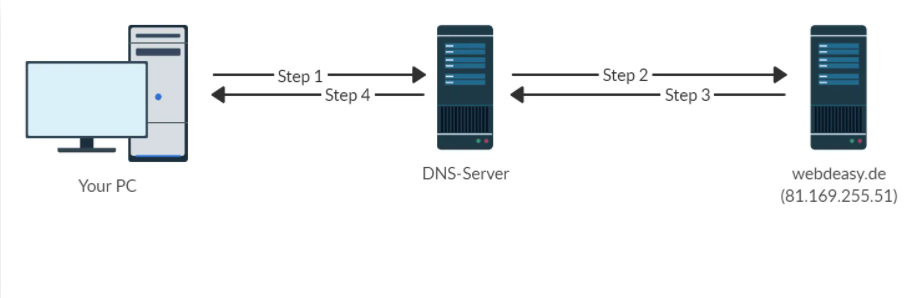 Step 1
Step 2
Step 4
Step 3
Your PC
DNS-Server
webdeasy.de
(81.169.255.51)